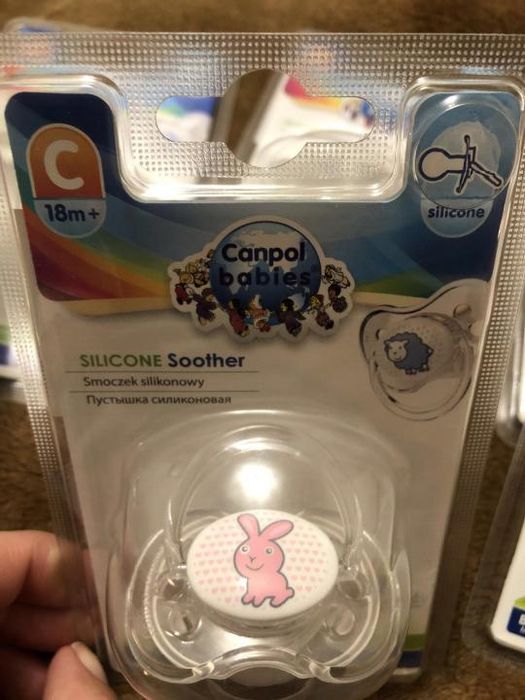 C
18m+
silicone
Canpol
babies®
SILICONE Soother
Smoczek silikonowy
Пустышка силиконовая